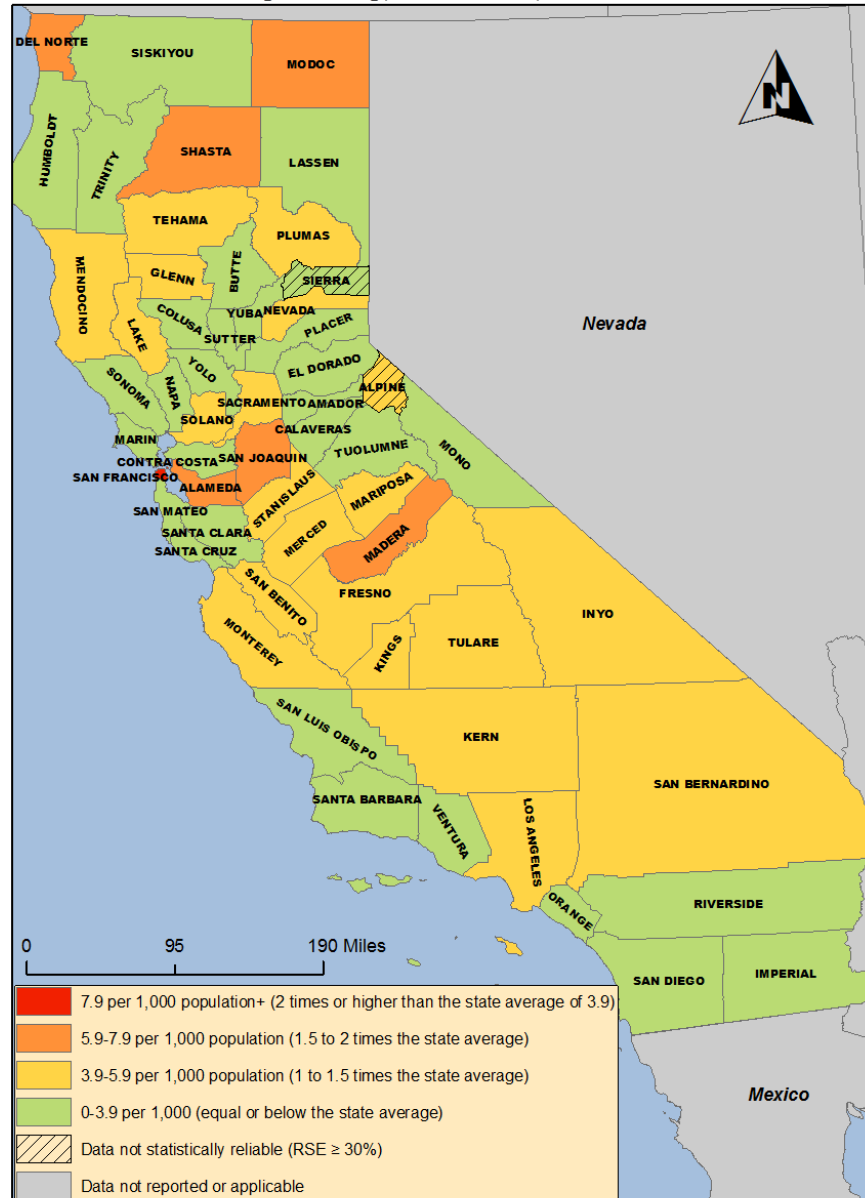 DEL NORTE
SISKIYOU
MODOC
HUMBOLDT
TRINITY
SHASTA
LASSEN
N
TEHAMA
PLUMAS
MENDOCINO
GLENN
BUTTE
SIERRA
LAKE
COLUSA
YUBA
NEVADA
SUTTER
PLACER
Nevada
SONOMA
NAPA
YOLO
EL DORADO
ALPINE
SACRAMENTO
AMADOR
SOLANO
CALAVERAS
MARIN
TUOLUMNE
MONO
CONTRA COSTA
SAN JOAQUIN
SAN FRANCISCO
ALAMEDA
STANISLAUS
MARIPOSA
SAN MATEO
SANTA CLARA
MERCED
MADERA
SANTA CRUZ
SAN BENITO
FRESNO
MONTEREY
KINGS
TULARE
INYO
SAN LUIS OBISPO
KERN
SAN BERNARDINO
SANTA BARBARA
VENTURA
LOS ANGELES
ORANGE
RIVERSIDE
0 95 190 Miles
SAN DIEGO
IMPERIAL
Mexico
7.9 per 1,000 population+ (2 times or higher than the state average of 3.9)
5.9-7.9 per 1,000 population (1.5 to 2 times the state average)
3.9-5.9 per 1,000 population (1 to 1.5 times the state average)
0-3.9 per 1,000 (equal or below the state average)
Data not statistically reliable (RSE ≥ 30%)
Data not reported or applicable